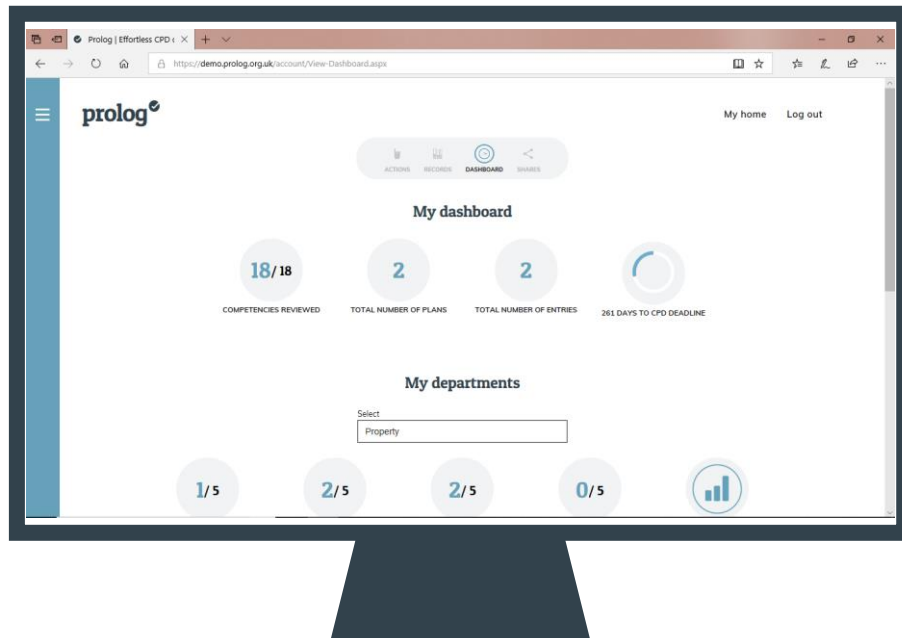 Prolog | Effortless CPD
https://demo.prolog.org.uk/account/View-Dashboard.aspx
prolog
My home Log out
ACTIONS RECORDS DASHBOARD SHARES
My dashboard
18/ 18 2 2
COMPETENCIES REVIEWED TOTAL NUMBER OF PLANS TOTAL NUMBER OF ENTRIES 261 DAYS TO CPD DEADLINE
My departments
Select
Property
1/ 5 2/ 5 2/ 5 0/ 5